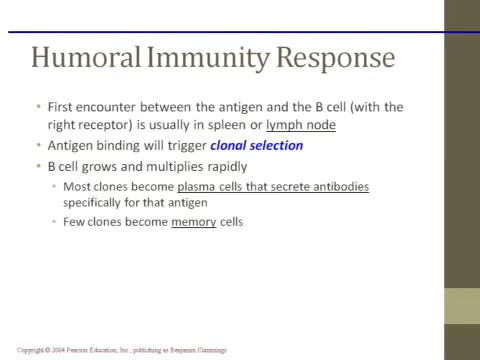 Humoral Immunity Response
• First encounter between the antigen and the B cell (with the
right receptor) is usually in spleen or lymph node
• Antigen binding will trigger clonal selection
• B cell grows and multiplies rapidly
• Most clones become plasma cells that secrete antibodies
specifically for that antigen
• Few clones become memory cells
Copyright © 2004 Pearson Education, Inc., publishing as Benjamin Cummings